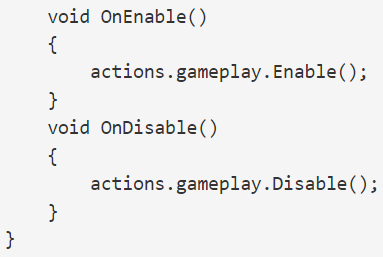 void OnEnable()
{
actions.gameplay.Enable();
}
void OnDisable()
{
actions.gameplay.Disable();
}
}